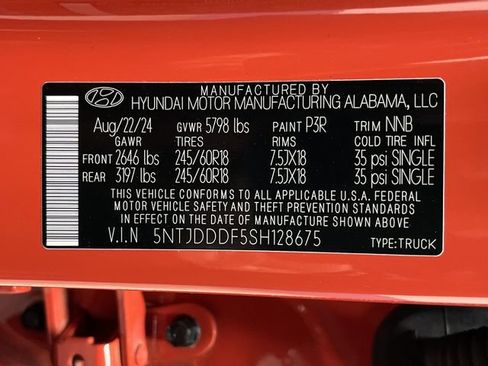 MANUFACTURED BY
HYUNDAI MOTOR MANUFACTURING ALABAMA, LLC
Aug/22/24 GVWR 5798 lbs PAINT P3R TRIM NNB
GAWR TIRES RIMS COLD TIRE INFL
FRONT 2646 lbs 245/60R18 7.5JX18 35 psi SINGLE
REAR 3197 lbs 245/60R18 7.5JX18 35 psi SINGLE
THIS VEHICLE CONFORMS TO ALL APPLICABLE U.S.A. FEDERAL
MOTOR VEHICLE SAFETY AND THEFT PREVENTION STANDARDS
IN EFFECT ON THE DATE OF MANUFACTURE SHOWN ABOVE
V.I.N 5NTJDDDF5SH128675 TYPE:TRUCK